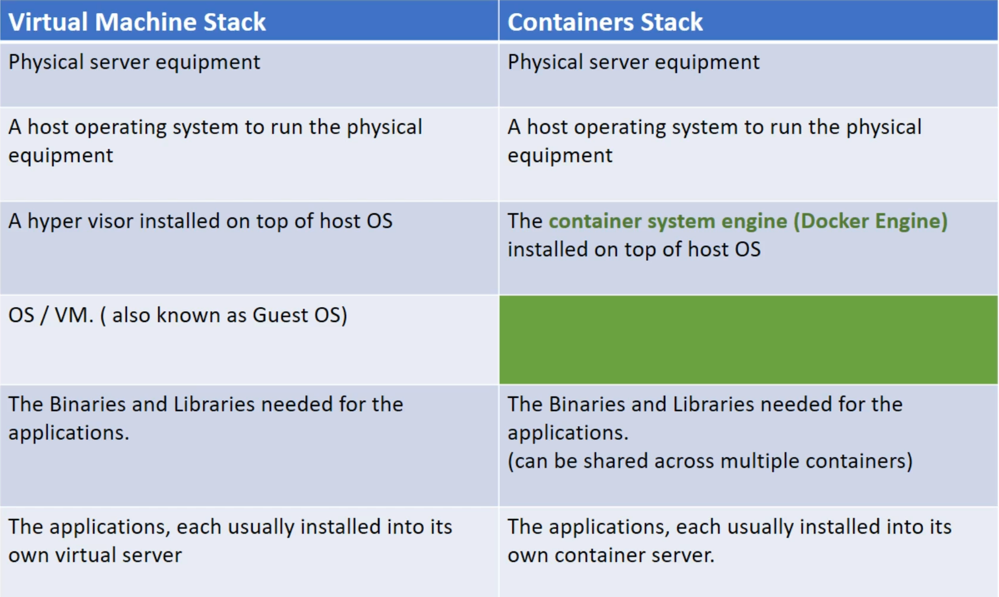 Virtual Machine Stack
Containers Stack
Physical server equipment
Physical server equipment
A host operating system to run the physical
equipment
A host operating system to run the physical
equipment
A hyper visor installed on top of host OS
The container system engine (Docker Engine)
installed on top of host OS
OS / VM. ( also known as Guest OS)
The Binaries and Libraries needed for the
applications.
The Binaries and Libraries needed for the
applications.
(can be shared across multiple containers)
The applications, each usually installed into its
own virtual server
The applications, each usually installed into its
own container server.